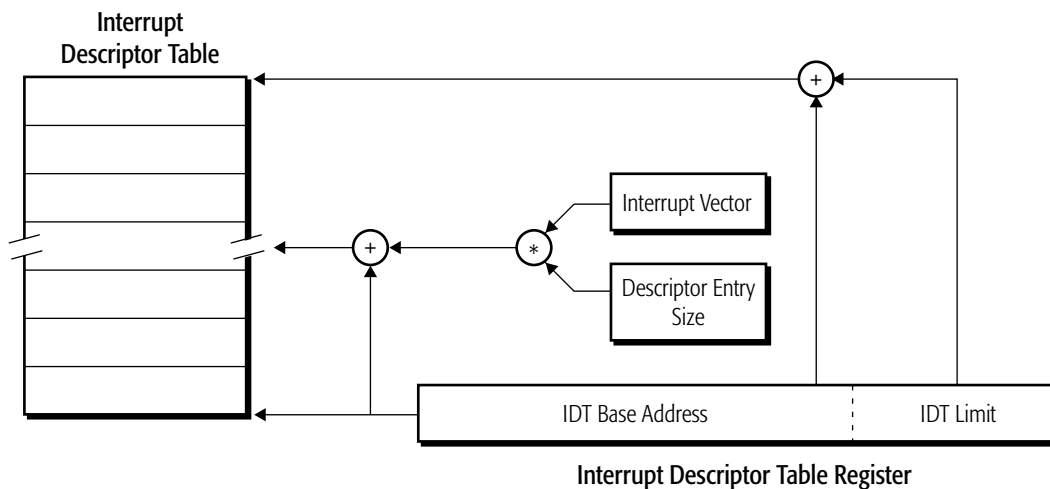 Interrupt
Descriptor Table
+
Interrupt Vector
+
*
Descriptor Entry
Size
IDT Base Address
IDT Limit
Interrupt Descriptor Table Register